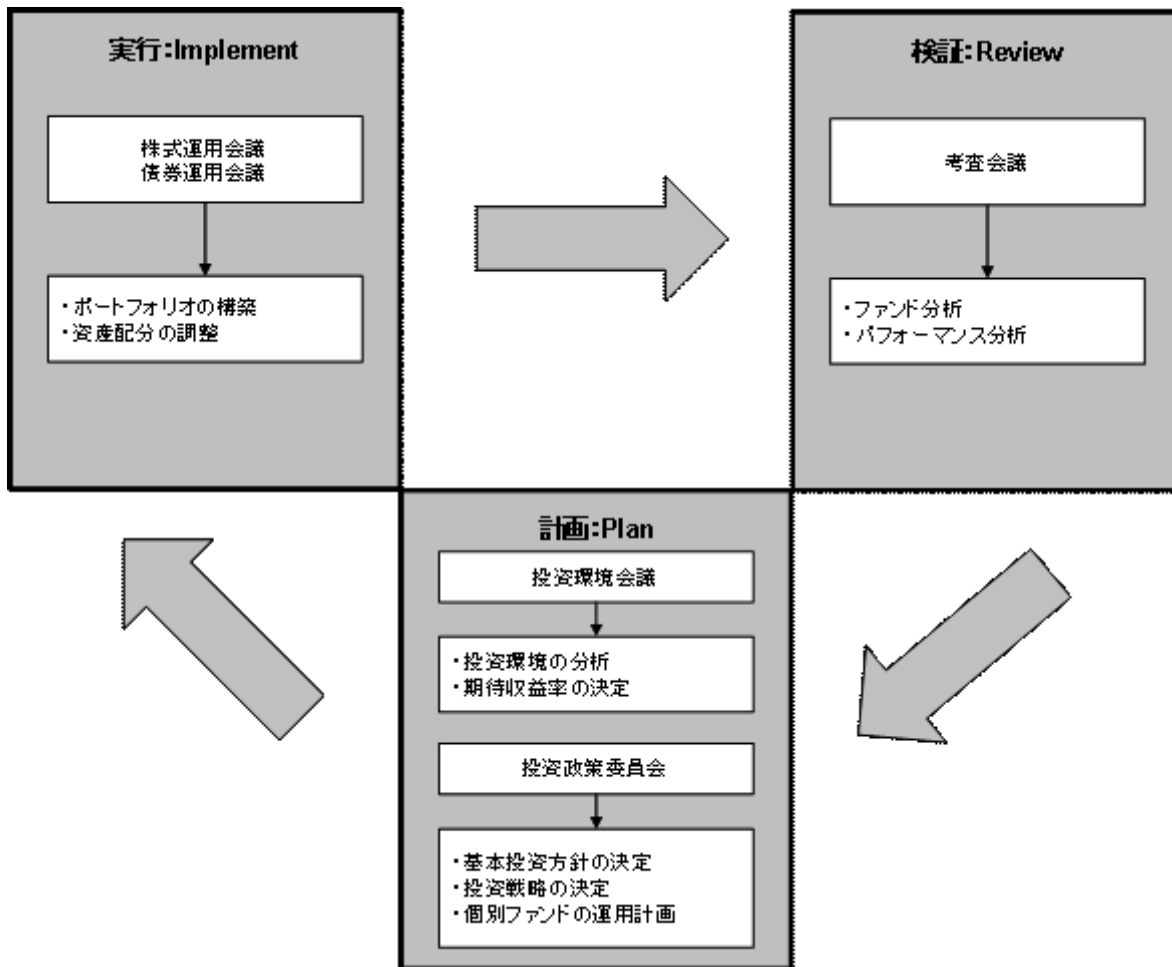 実行:Implement
株式運用会議
債券運用会議
・ポートフォリオの構築
・資産配分の調整
検証:Review
考査会議
・ファンド分析
・パフォーマンス分析
計画:Plan
投資環境会議
・投資環境の分析
・期待収益率の決定
投資政策委員会
・基本投資方針の決定
・投資戦略の決定
・個別ファンドの運用計画